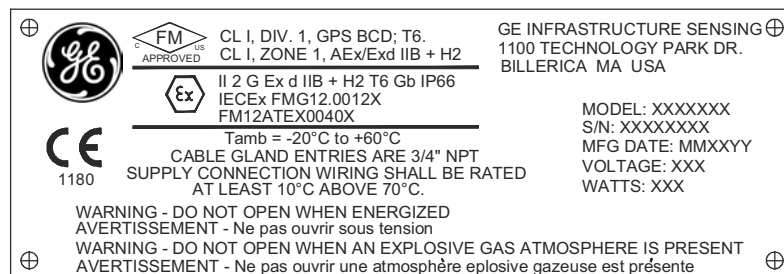 GE
C FM US
APPROVED
CL I, DIV. 1, GPS BCD; T6.
CL I, ZONE 1, AEx/Exd IIB + H2
GE INFRASTRUCTURE SENSING
1100 TECHNOLOGY PARK DR.
BILLERICA MA USA
Ex
II 2 G Ex d IIB + H2 T6 Gb IP66
IECEx FMG12.0012X
FM12ATEX0040X
MODEL: XXXXXXX
S/N: XXXXXXXX
MFG DATE: MMXXYY
VOLTAGE: XXX
WATTS: XXX
CE
1180
Tamb = -20°C to +60°C
CABLE GLAND ENTRIES ARE 3/4" NPT
SUPPLY CONNECTION WIRING SHALL BE RATED
AT LEAST 10°C ABOVE 70°C.
WARNING - DO NOT OPEN WHEN ENERGIZED
AVERTISSEMENT - Ne pas ouvrir sous tension
WARNING - DO NOT OPEN WHEN AN EXPLOSIVE GAS ATMOSPHERE IS PRESENT
AVERTISSEMENT - Ne pas ouvrir une atmosphère eplosive gazeuse est présente